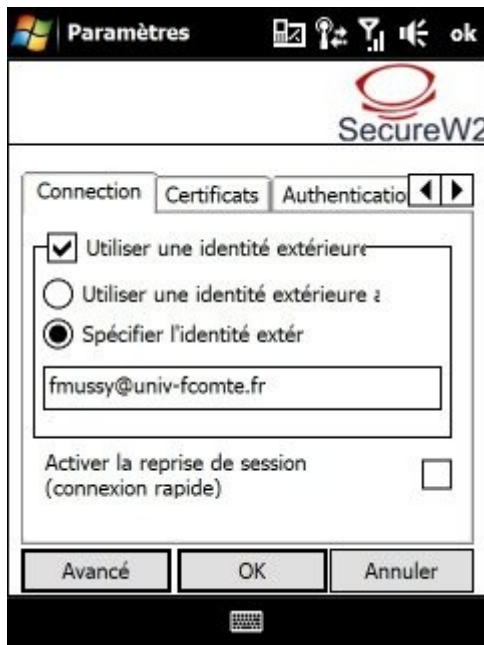 Paramètres
ok
SecureW2
Connection
Certificats
Authenticatio
Utiliser une identité extérieure
Utiliser une identité extérieure a
Spécifier l'identité extér
fmussy@univ-fcomte.fr
Activer la reprise de session
(connexion rapide)
Avancé
OK
Annuler